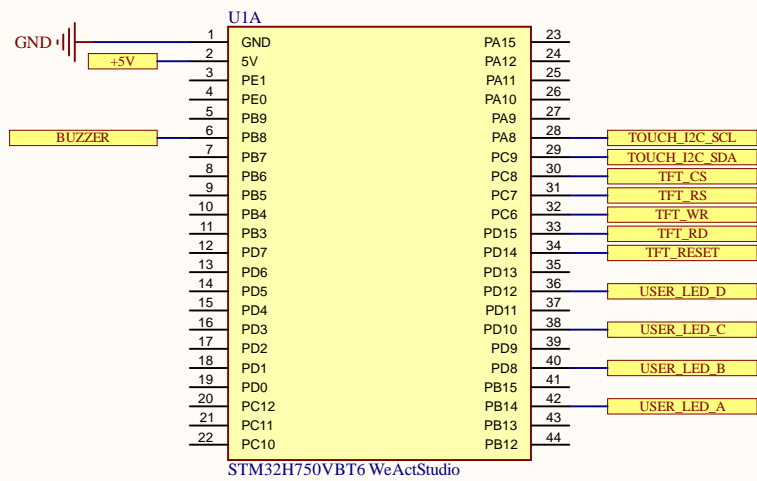 U1A
GND 1 GND PA15 23
+5V 2 5V PA12 24
3 PE1 PA11 25
4 PE0 PA10 26
5 PB9 PA9 27
BUZZER 6 PB8 PA8 28 TOUCH_I2C_SCL
7 PB7 PC9 29 TOUCH_I2C_SDA
8 PB6 PC8 30 TFT_CS
9 PB5 PC7 31 TFT_RS
10 PB4 PC6 32 TFT_WR
11 PB3 PD15 33 TFT_RD
12 PD7 PD14 34 TFT_RESET
13 PD6 PD13 35
14 PD5 PD12 36 USER_LED_D
15 PD4 PD11 37
16 PD3 PD10 38 USER_LED_C
17 PD2 PD9 39
18 PD1 PD8 40 USER_LED_B
19 PD0 PB15 41
20 PC12 PB14 42 USER_LED_A
21 PC11 PB13 43
22 PC10 PB12 44
STM32H750VBT6 WeActStudio